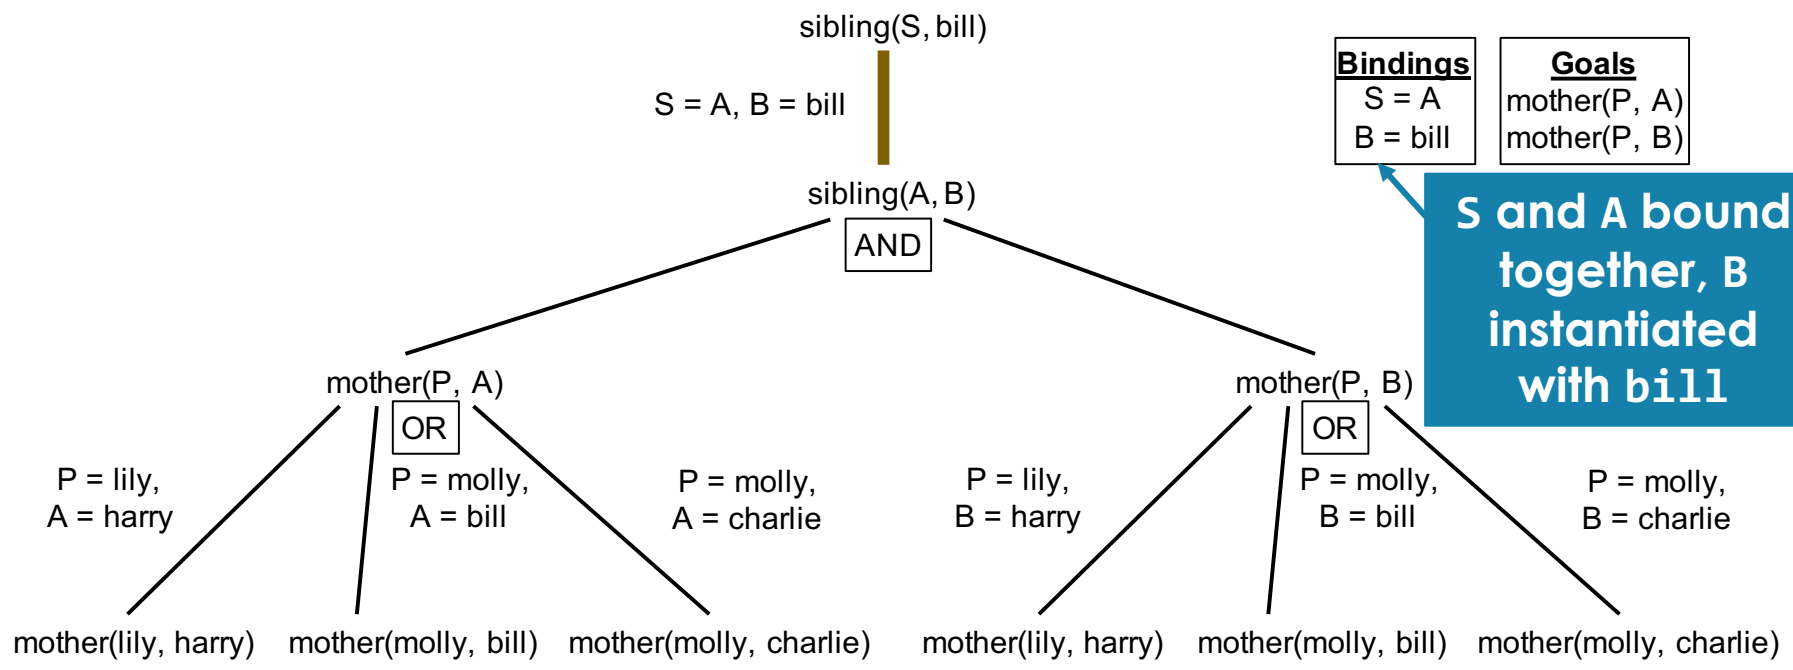 sibling(S, bill)
S = A, B = bill
Bindings
S = A
B = bill
Goals
mother(P, A)
mother(P, B)
S and A bound
together, B
instantiated
with bill
sibling(A, B)
AND
mother(P, A)
OR
mother(P, B)
OR
P = lily,
A = harry
P = molly,
A = bill
P = molly,
A = charlie
P = lily,
B = harry
P = molly,
B = bill
P = molly,
B = charlie
mother(lily, harry)
mother(molly, bill)
mother(molly, charlie)
mother(lily, harry)
mother(molly, bill)
mother(molly, charlie)